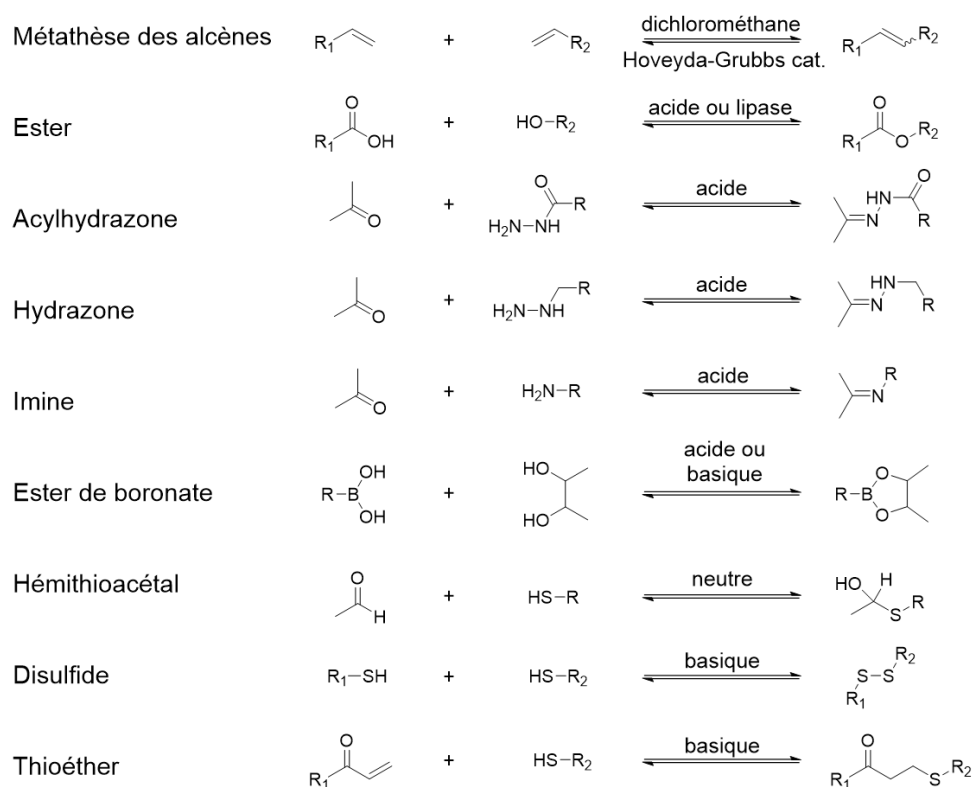 Métathèse des alcènes R1 + R2 dichlorométhane Hoveyda-Grubbs cat. R1 R2
Ester R1 O OH + HO-R2 acide ou lipase R1 O O R2
Acylhydrazone O + H2N-NH O R acide N HN O R
Hydrazone O + H2N-NH R acide N HN R
Imine O + H2N-R acide N R
Ester de boronate R-B OH OH + HO HO acide ou basique R-B O O
Hémithioacétal O H + HS-R neutre HO H S R
Disulfide R1-SH + HS-R2 basique R1 S-S R2
Thioéther R1 O + HS-R2 basique R1 O S R2